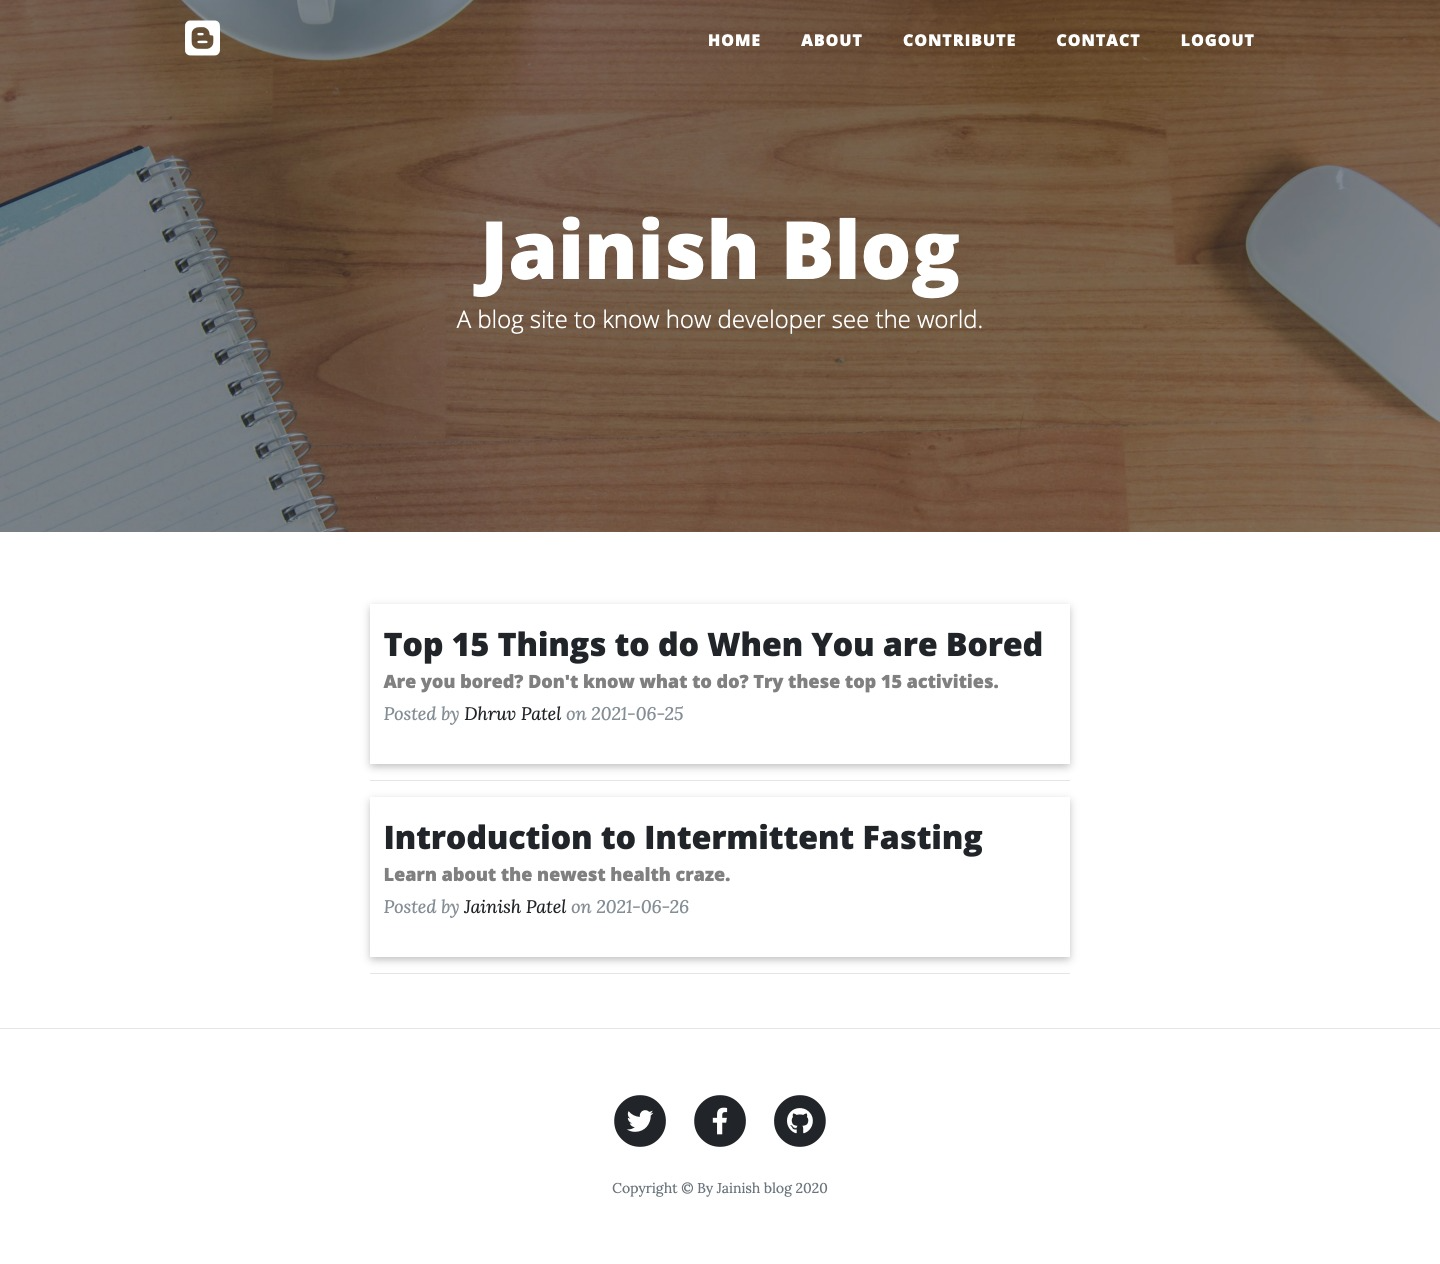 HOME ABOUT CONTRIBUTE CONTACT LOGOUT
Jainish Blog
A blog site to know how developer see the world.
Top 15 Things to do When You are Bored
Are you bored? Don't know what to do? Try these top 15 activities.
Posted by Dhruv Patel on 2021-06-25
Introduction to Intermittent Fasting
Learn about the newest health craze.
Posted by Jainish Patel on 2021-06-26
Copyright © By Jainish blog 2020